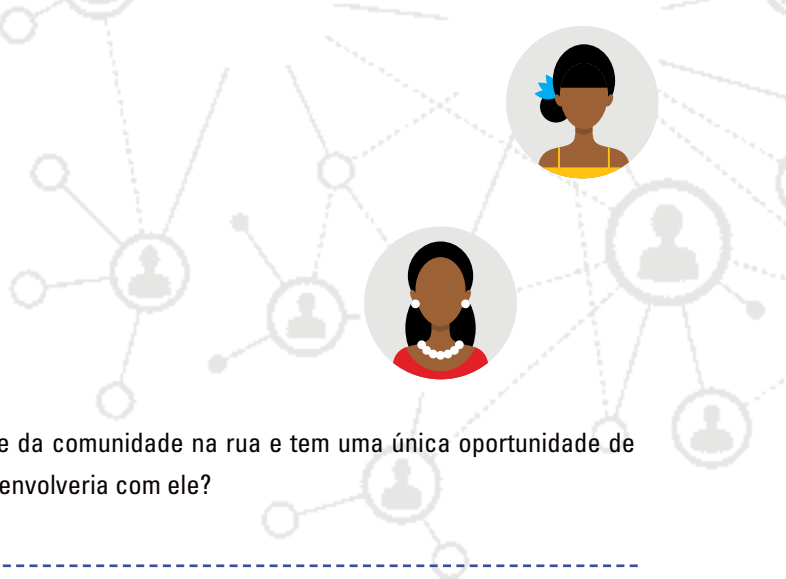 e da comunidade na rua e tem uma única oportunidade de
envolveria com ele?